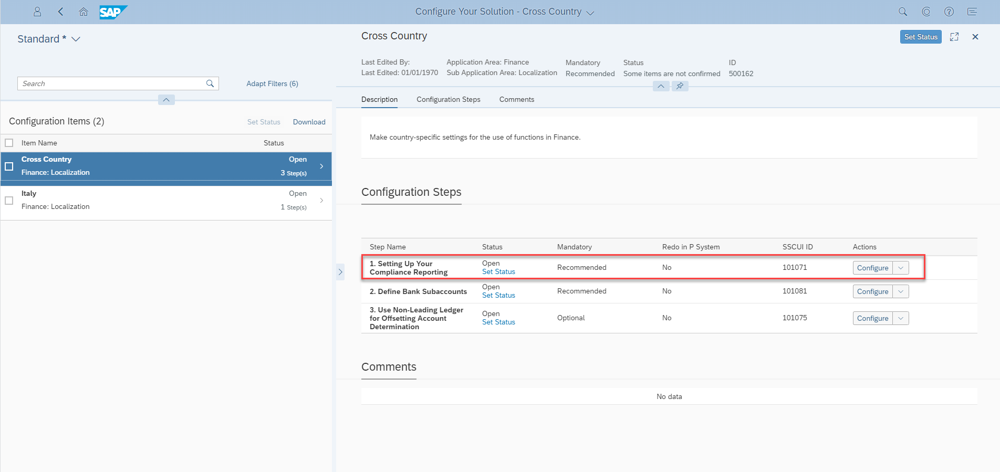 SAP
Configure Your Solution - Cross Country
Standard *
Search
Adapt Filters (6)
Configuration Items (2)
Set Status
Download
Item Name
Status
Cross Country
Open
Finance: Localization
3 Step(s)
Italy
Open
Finance: Localization
1 Step(s)
Cross Country
Set Status
Last Edited By:
Last Edited: 01/01/1970
Application Area: Finance
Sub Application Area: Localization
Mandatory
Recommended
Status
Some items are not confirmed
ID
500162
Description
Configuration Steps
Comments
Make country-specific settings for the use of functions in Finance.
Configuration Steps
Step Name
Status
Mandatory
Redo in P System
SSCUI ID
Actions
1. Setting Up Your
Compliance Reporting
Open
Set Status
Recommended
No
101071
Configure
2. Define Bank Subaccounts
Open
Set Status
Recommended
No
101081
Configure
3. Use Non-Leading Ledger
for Offsetting Account
Determination
Open
Set Status
Optional
No
101075
Configure
Comments
No data